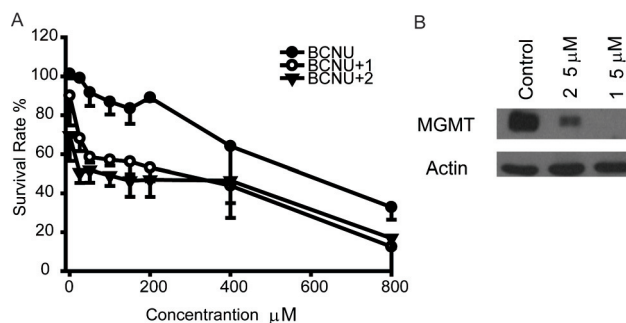 A
120
100
80
60
40
20
0
Survival Rate %
0
200
400
600
800
Concentrantion μM
BCNU
BCNU+1
BCNU+2
B
Control
2 5 μM
1 5 μM
MGMT
Actin